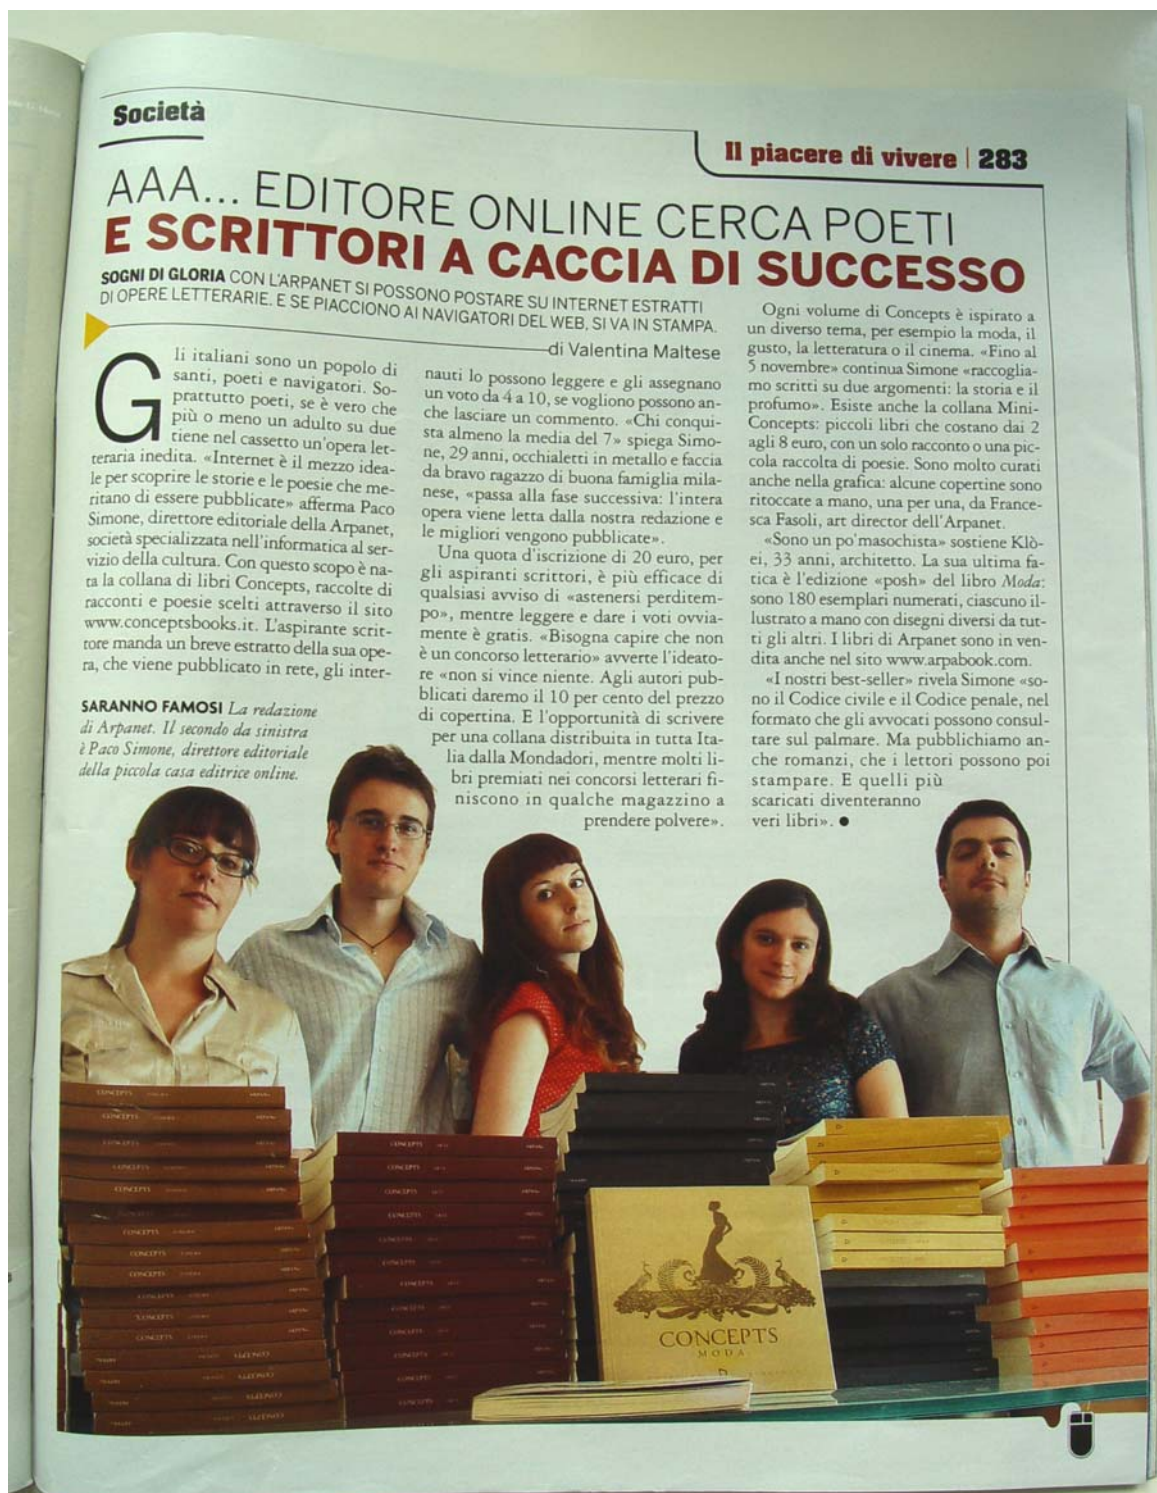 Società
Il piacere di vivere | 283
AAA... EDITORE ONLINE CERCA POETI
E SCRITTORI A CACCIA DI SUCCESSO
SOGNI DI GLORIA CON L'ARPANET SI POSSONO POSTARE SU INTERNET ESTRATTI
DI OPERE LETTERARIE. E SE PIACCIONO AI NAVIGATORI DEL WEB, SI VA IN STAMPA.
di Valentina Maltese
Gli italiani sono un popolo di
santi, poeti e navigatori. So-
prattutto poeti, se è vero che
più o meno un adulto su due
tiene nel cassetto un'opera let-
teraria inedita. «Internet è il mezzo idea-
le per scoprire le storie e le poesie che me-
ritano di essere pubblicate» afferma Paco
Simone, direttore editoriale della Arpanet,
società specializzata nell'informatica al ser-
vizio della cultura. Con questo scopo è na-
ta la collana di libri Concepts, raccolte di
racconti e poesie scelti attraverso il sito
www.conceptsbooks.it. L'aspirante scrit-
tore manda un breve estratto della sua ope-
ra, che viene pubblicato in rete, gli inter-
nauti lo possono leggere e gli assegnano
un voto da 4 a 10, se vogliono possono an-
che lasciare un commento. «Chi conqui-
sta almeno la media del 7» spiega Simo-
ne, 29 anni, occhialetti in metallo e faccia
da bravo ragazzo di buona famiglia mila-
nese, «passa alla fase successiva: l'intera
opera viene letta dalla nostra redazione e
le migliori vengono pubblicate».
Una quota d'iscrizione di 20 euro, per
gli aspiranti scrittori, è più efficace di
qualsiasi avviso di «astenersi perditem-
po», mentre leggere e dare i voti ovvia-
mente è gratis. «Bisogna capire che non
è un concorso letterario» avverte l'ideato-
re «non si vince niente. Agli autori pub-
blicati daremo il 10 per cento del prezzo
di copertina. E l'opportunità di scrivere
per una collana distribuita in tutta Ita-
lia dalla Mondadori, mentre molti li-
bri premiati nei concorsi letterari fi-
niscono in qualche magazzino a
prendere polvere».
Ogni volume di Concepts è ispirato a
un diverso tema, per esempio la moda, il
gusto, la letteratura o il cinema. «Fino al
5 novembre» continua Simone «raccoglia-
mo scritti su due argomenti: la storia e il
profumo». Esiste anche la collana Mini-
Concepts: piccoli libri che costano dai 2
agli 8 euro, con un solo racconto o una pic-
cola raccolta di poesie. Sono molto curati
anche nella grafica: alcune copertine sono
ritoccate a mano, una per una, da France-
sca Fasoli, art director dell'Arpanet.
«Sono un po'masochista» sostiene Klò-
ei, 33 anni, architetto. La sua ultima fa-
tica è l'edizione «posh» del libro Moda:
sono 180 esemplari numerati, ciascuno il-
lustrato a mano con disegni diversi da tut-
ti gli altri. I libri di Arpanet sono in ven-
dita anche nel sito www.arpabook.com.
«I nostri best-seller» rivela Simone «so-
no il Codice civile e il Codice penale, nel
formato che gli avvocati possono consul-
tare sul palmare. Ma pubblichiamo an-
che romanzi, che i lettori possono poi
stampare. E quelli più
scaricati diventeranno
veri libri».
SARANNO FAMOSI La redazione
di Arpanet. Il secondo da sinistra
è Paco Simone, direttore editoriale
della piccola casa editrice online.
CONCEPTS
CONCEPTS
CONCEPTS
CONCEPTS
CONCEPTS
CONCEPTS
CONCEPTS
MODA